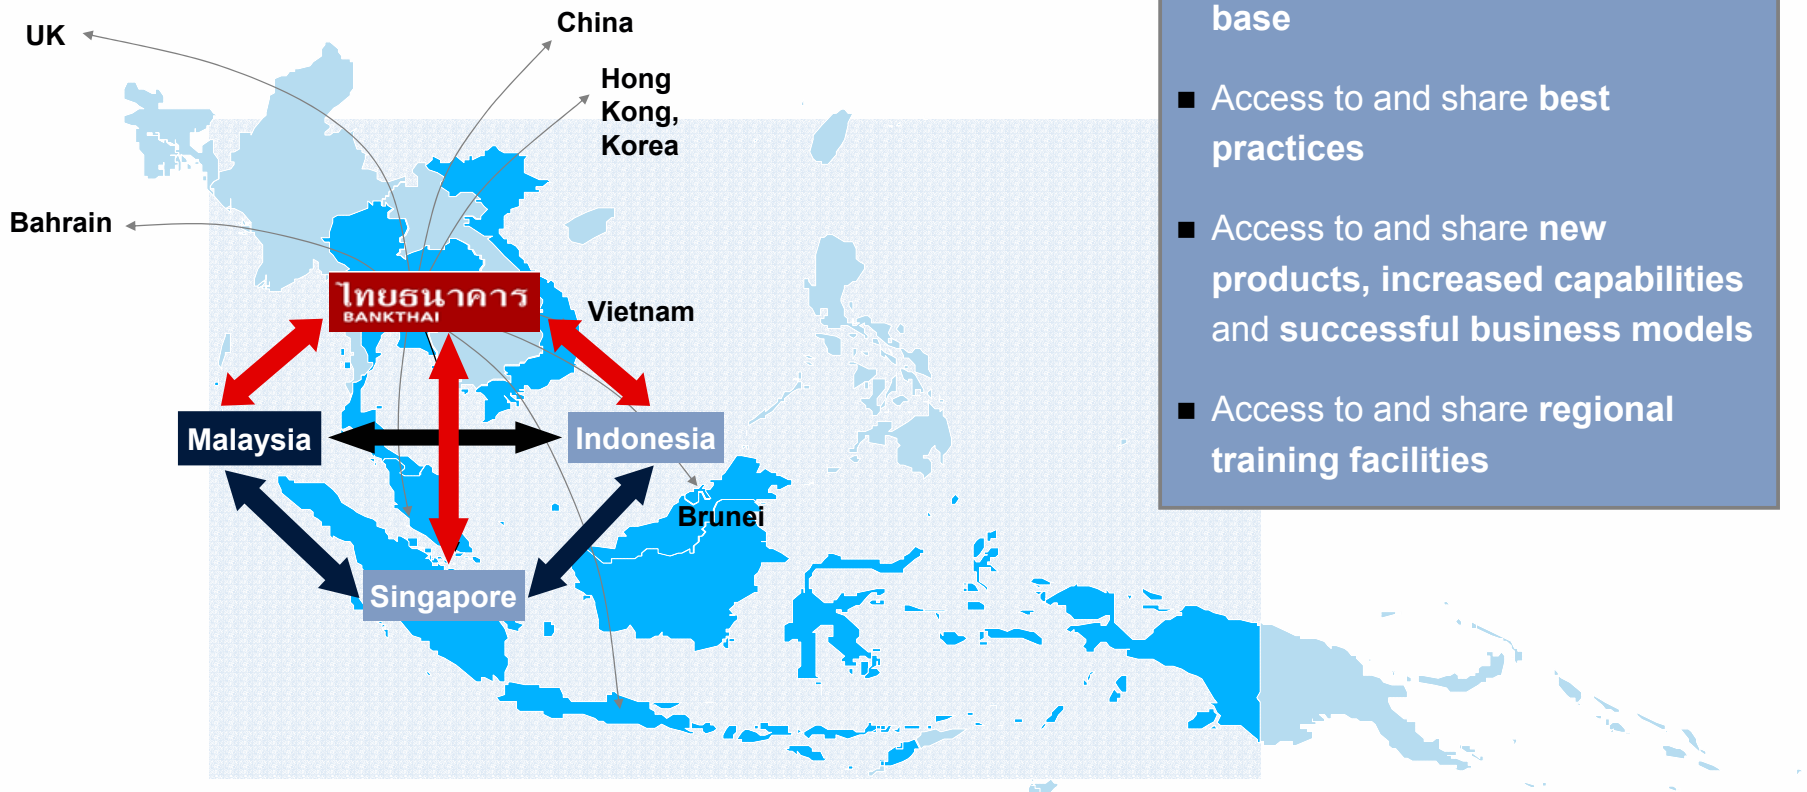 UK
China
Hong
Kong,
Korea
Bahrain
ไทยธนาคาร
BANKTHAI
Vietnam
Malaysia
Indonesia
Brunei
Singapore
base
■ Access to and share best
practices
■ Access to and share new
products, increased capabilities
and successful business models
■ Access to and share regional
training facilities